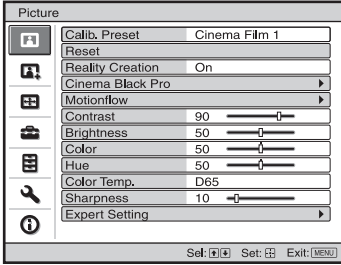 Picture
Calib. Preset Cinema Film 1
Reset
Reality Creation On
Cinema Black Pro
Motionflow
Contrast 90
Brightness 50
Color 50
Hue 50
Color Temp. D65
Sharpness 10
Expert Setting
Sel: Set: Exit: MENU